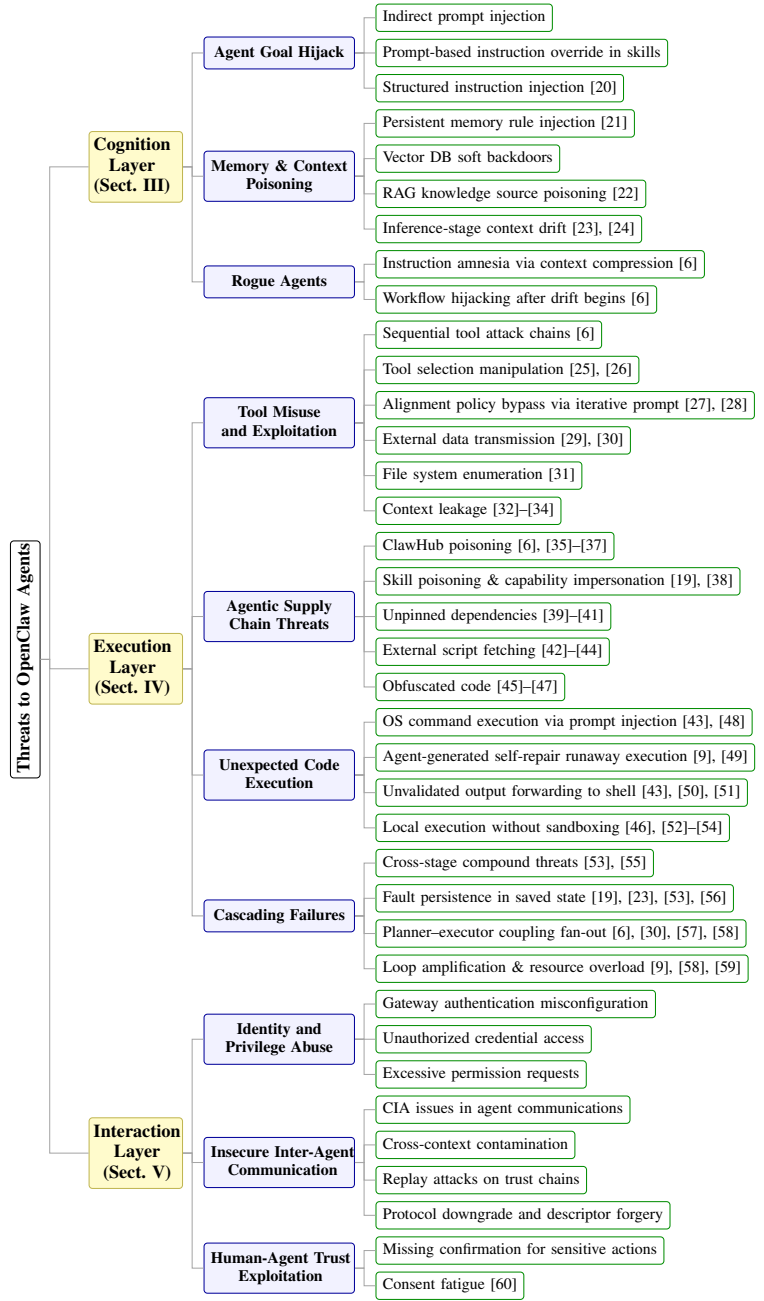 Threats to OpenClaw Agents
Cognition
Layer
(Sect. III)
Agent Goal Hijack
Indirect prompt injection
Prompt-based instruction override in skills
Structured instruction injection [20]
Memory & Context
Poisoning
Persistent memory rule injection [21]
Vector DB soft backdoors
RAG knowledge source poisoning [22]
Inference-stage context drift [23], [24]
Rogue Agents
Instruction amnesia via context compression [6]
Workflow hijacking after drift begins [6]
Execution
Layer
(Sect. IV)
Tool Misuse
and Exploitation
Sequential tool attack chains [6]
Tool selection manipulation [25], [26]
Alignment policy bypass via iterative prompt [27], [28]
External data transmission [29], [30]
File system enumeration [31]
Context leakage [32]–[34]
Agentic Supply
Chain Threats
ClawHub poisoning [6], [35]–[37]
Skill poisoning & capability impersonation [19], [38]
Unpinned dependencies [39]–[41]
External script fetching [42]–[44]
Obfuscated code [45]–[47]
Unexpected Code
Execution
OS command execution via prompt injection [43], [48]
Agent-generated self-repair runaway execution [9], [49]
Unvalidated output forwarding to shell [43], [50], [51]
Local execution without sandboxing [46], [52]–[54]
Cascading Failures
Cross-stage compound threats [53], [55]
Fault persistence in saved state [19], [23], [53], [56]
Planner–executor coupling fan-out [6], [30], [57], [58]
Loop amplification & resource overload [9], [58], [59]
Interaction
Layer
(Sect. V)
Identity and
Privilege Abuse
Gateway authentication misconfiguration
Unauthorized credential access
Excessive permission requests
Insecure Inter-Agent
Communication
CIA issues in agent communications
Cross-context contamination
Replay attacks on trust chains
Protocol downgrade and descriptor forgery
Human-Agent Trust
Exploitation
Missing confirmation for sensitive actions
Consent fatigue [60]